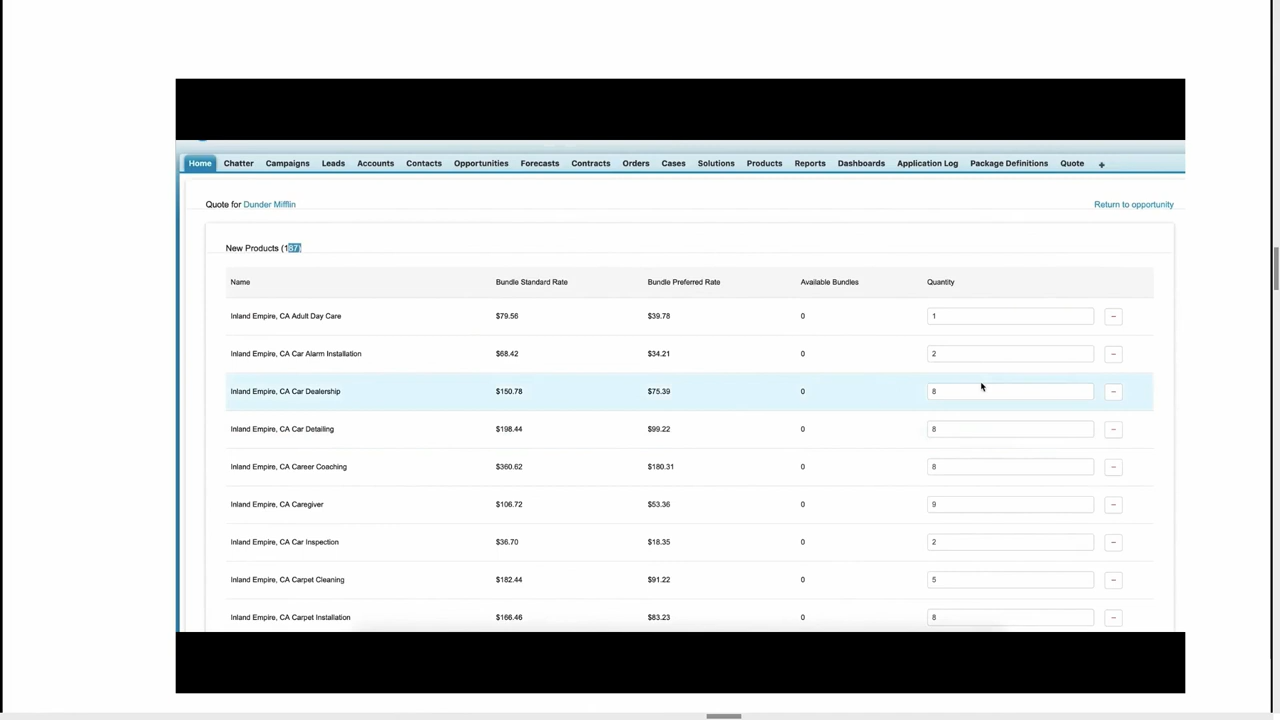 Home Chatter Campaigns Leads Accounts Contacts Opportunities Forecasts Contracts Orders Cases Solutions Products Reports Dashboards Application Log Package Definitions Quote +
Quote for Dunder Mifflin Return to opportunity
New Products (187)
Name Bundle Standard Rate Bundle Preferred Rate Available Bundles Quantity
Inland Empire, CA Adult Day Care $79.56 $39.78 0 1 −
Inland Empire, CA Car Alarm Installation $68.42 $34.21 0 2 −
Inland Empire, CA Car Dealership $150.78 $75.39 0 8 −
Inland Empire, CA Car Detailing $198.44 $99.22 0 8 −
Inland Empire, CA Career Coaching $360.62 $180.31 0 8 −
Inland Empire, CA Caregiver $106.72 $53.36 0 9 −
Inland Empire, CA Car Inspection $36.70 $18.35 0 2 −
Inland Empire, CA Carpet Cleaning $182.44 $91.22 0 5 −
Inland Empire, CA Carpet Installation $166.46 $83.23 0 8 −